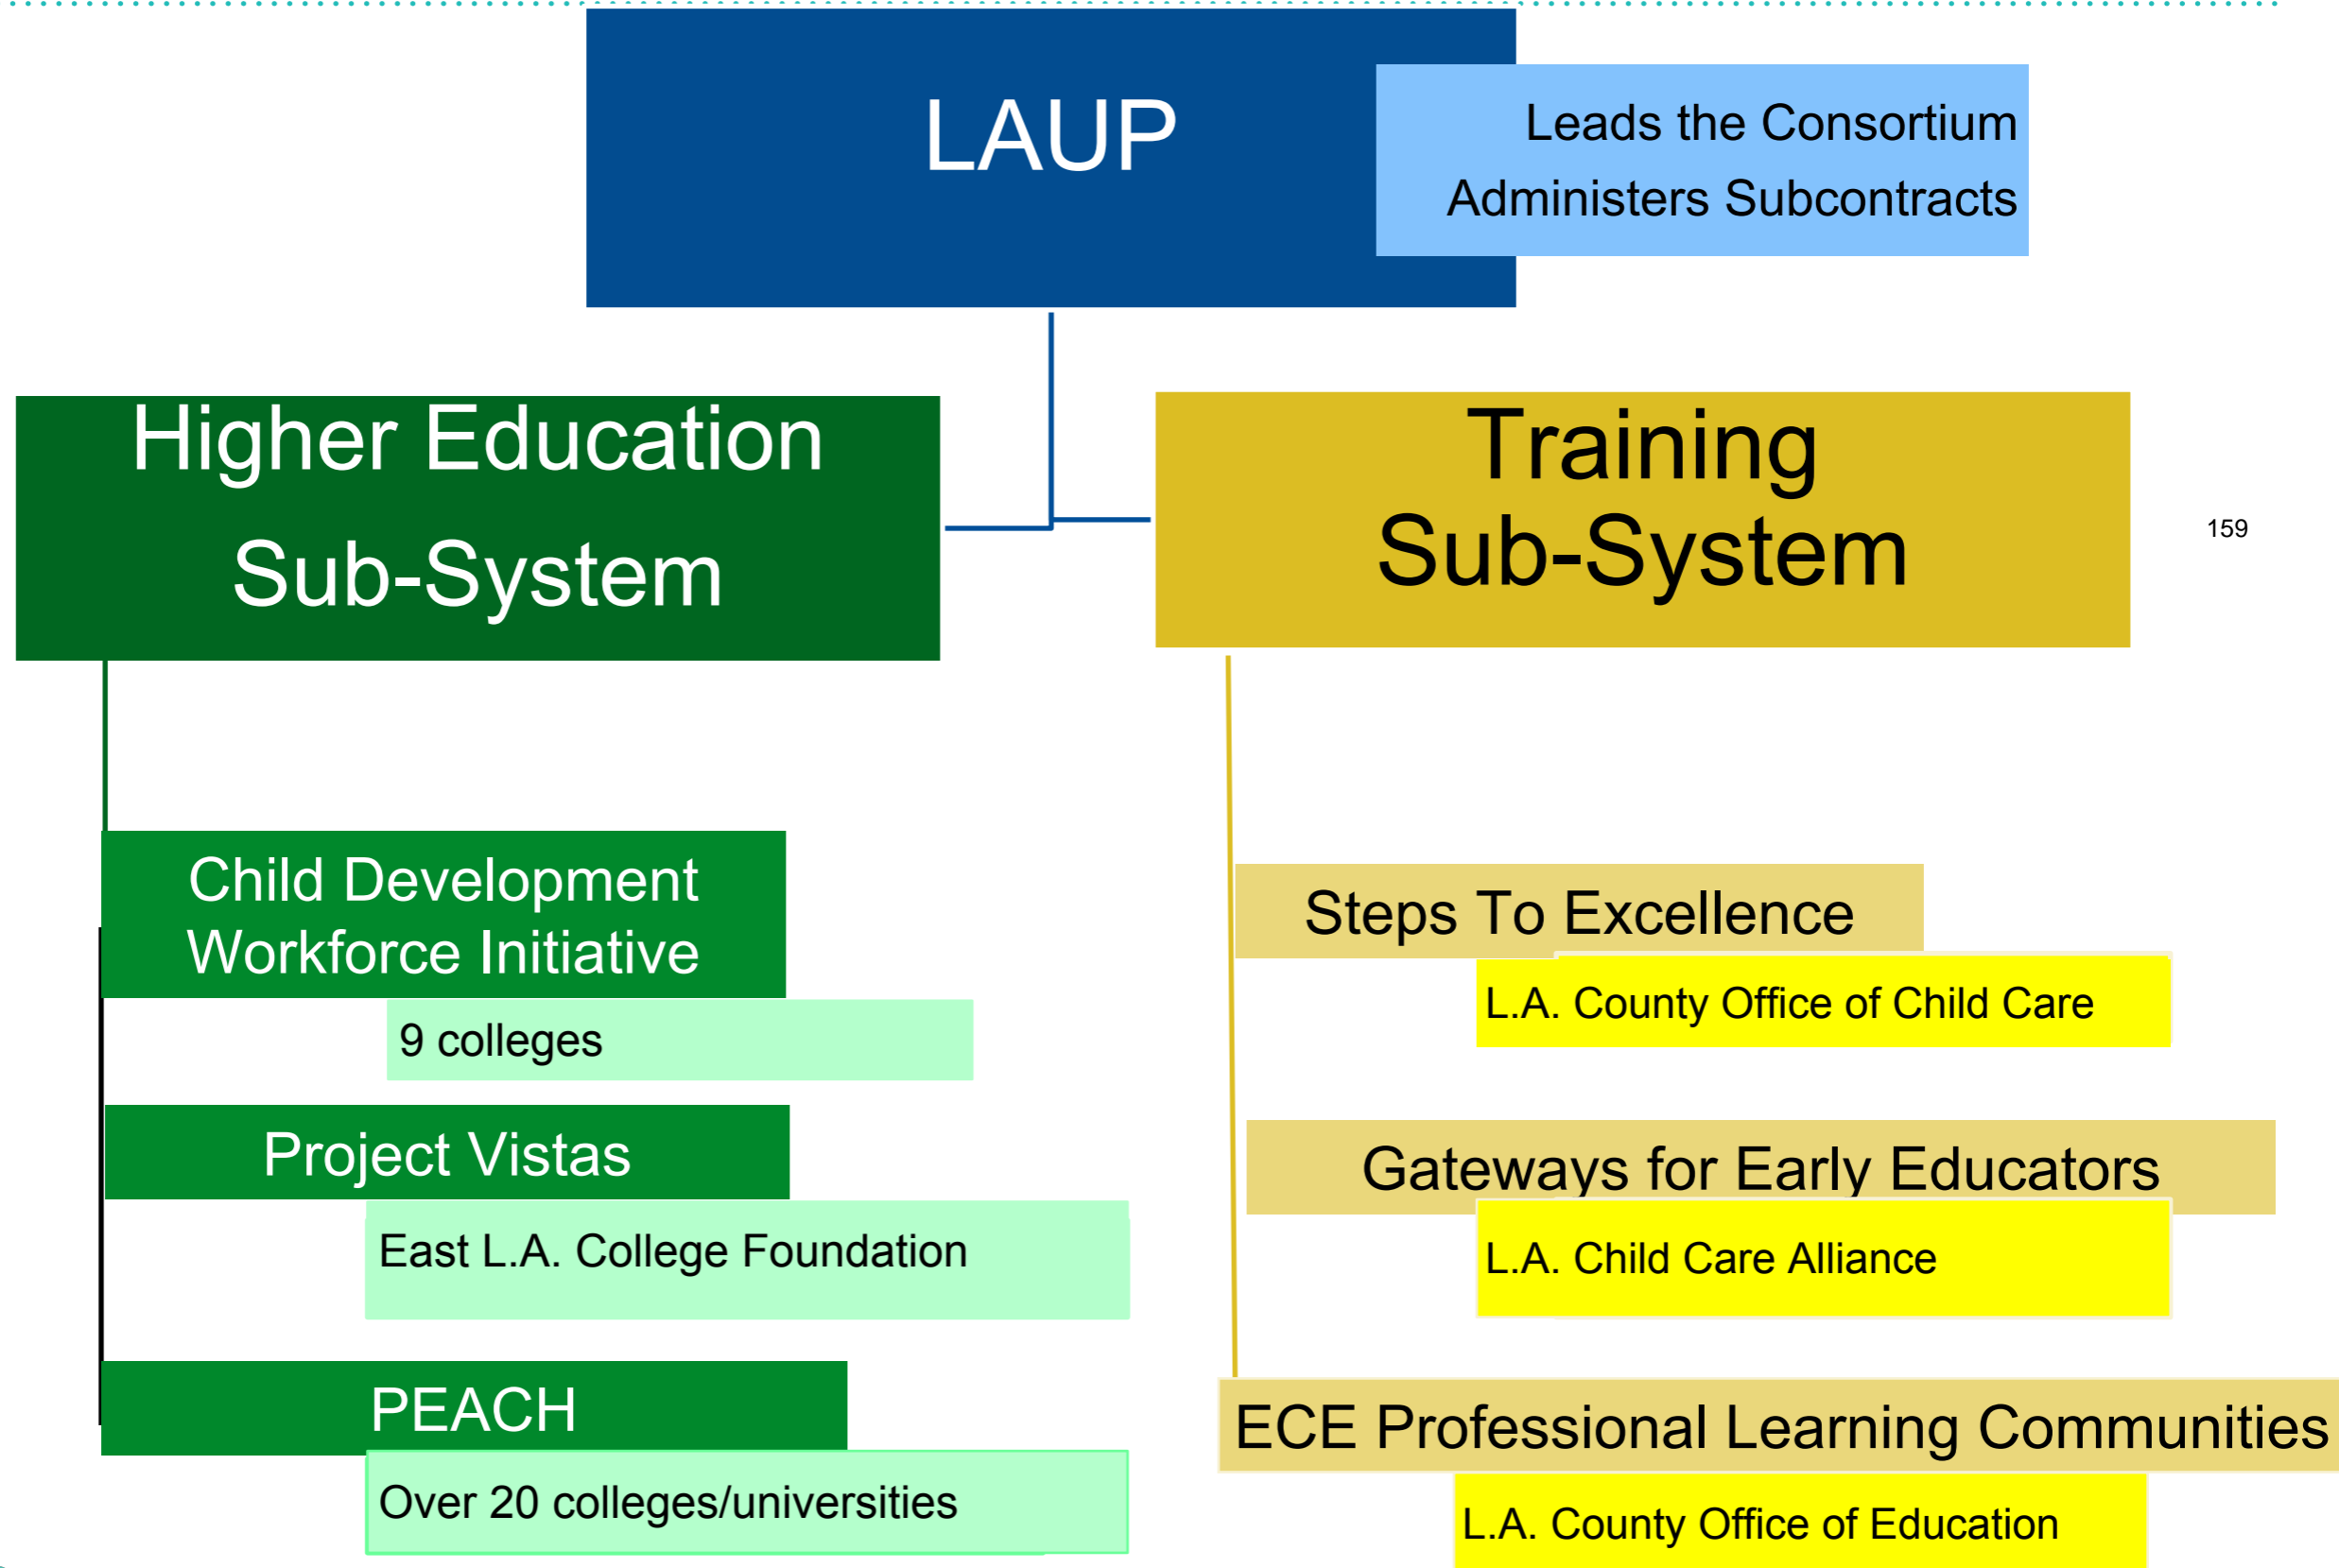 LAUP
Leads the Consortium
Administers Subcontracts
Higher Education
Sub-System
Training
Sub-System
159
Child Development
Workforce Initiative
9 colleges
Project Vistas
East L.A. College Foundation
PEACH
Over 20 colleges/universities
Steps To Excellence
L.A. County Office of Child Care
Gateways for Early Educators
L.A. Child Care Alliance
ECE Professional Learning Communities
L.A. County Office of Education